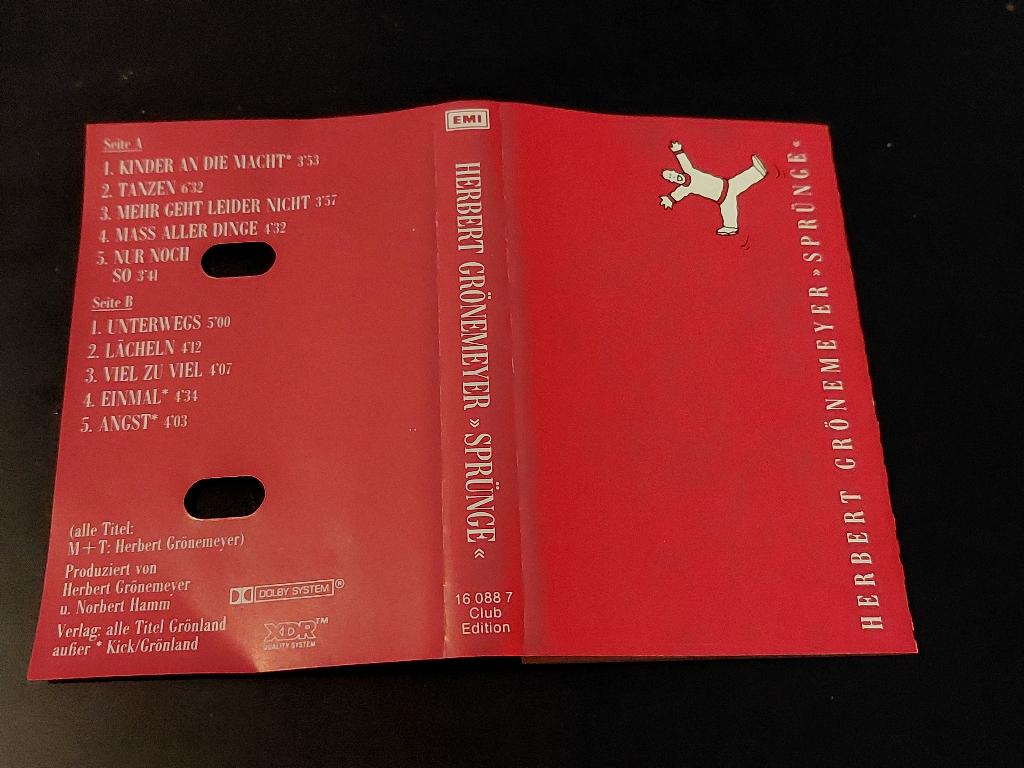 Seite A
1. KINDER AN DIE MACHT* 3'53
2. TANZEN 6'32
3. MEHR GEHT LEIDER NICHT 3'57
4. MASS ALLER DINGE 4'32
5. NUR NOCH
SO 3'41
Seite B
1. UNTERWEGS 5'00
2. LÄCHELN 4'12
3. VIEL ZU VIEL 4'07
4. EINMAL* 4'34
5. ANGST* 4'03
(alle Titel:
M+T: Herbert Grönemeyer)
Produziert von
Herbert Grönemeyer
u. Norbert Hamm
Verlag: alle Titel Grönland
außer * Kick/Grönland
DOLBY SYSTEM®
XDR™
QUALITY SYSTEM
EMI
HERBERT GRÖNEMEYER »SPRÜNGE«
16 088 7
Club
Edition
HERBERT GRÖNEMEYER »SPRÜNGE«